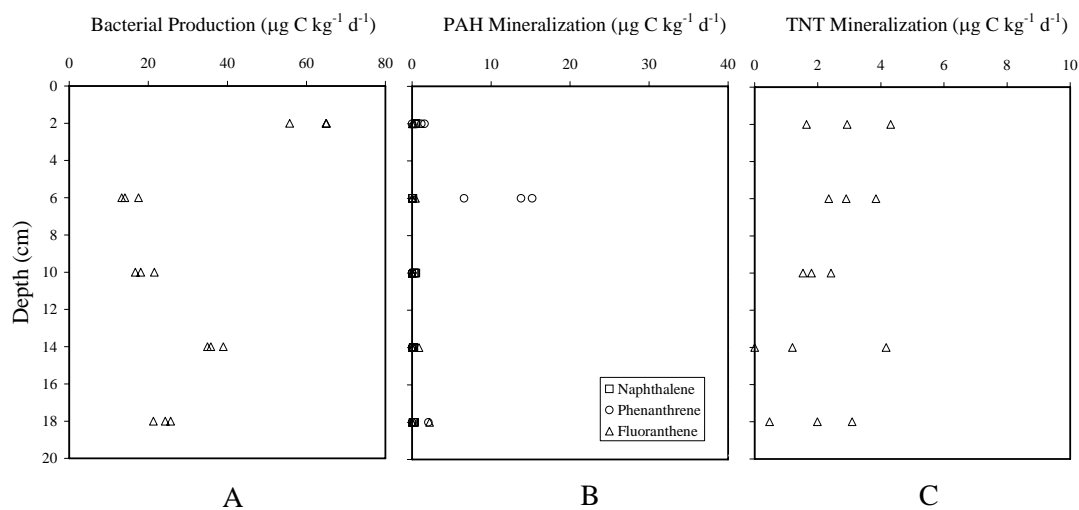 Bacterial Production (µg C kg⁻¹ d⁻¹)
PAH Mineralization (µg C kg⁻¹ d⁻¹)
TNT Mineralization (µg C kg⁻¹ d⁻¹)
0 20 40 60 80
0 10 20 30 40
0 2 4 6 8 10
Depth (cm)
0
2
4
6
8
10
12
14
16
18
20
Naphthalene
Phenanthrene
Fluoranthene
A
B
C